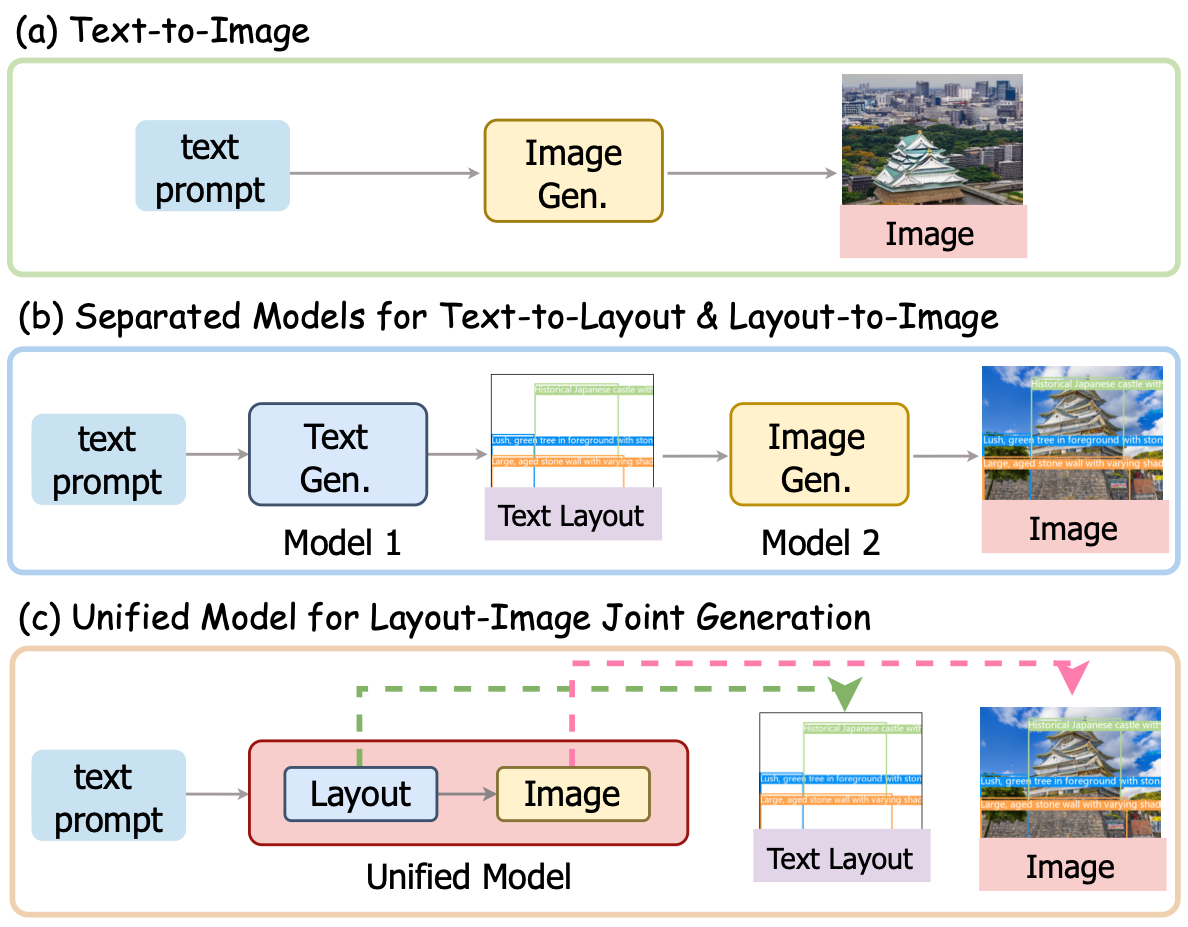 (a) Text-to-Image
text
prompt
Image
Gen.
Image
(b) Separated Models for Text-to-Layout & Layout-to-Image
text
prompt
Text
Gen.
Model 1
Historical Japanese castle with
Lush, green tree in foreground with ston
Large, aged stone wall with varying shad
Text Layout
Image
Gen.
Model 2
Historical Japanese castle with
Lush, green tree in foreground with ston
Large, aged stone wall with varying shad
Image
(c) Unified Model for Layout-Image Joint Generation
text
prompt
Layout
Image
Unified Model
Historical Japanese castle with
Lush, green tree in foreground with ston
Large, aged stone wall with varying shad
Text Layout
Historical Japanese castle with
Lush, green tree in foreground with ston
Large, aged stone wall with varying shad
Image